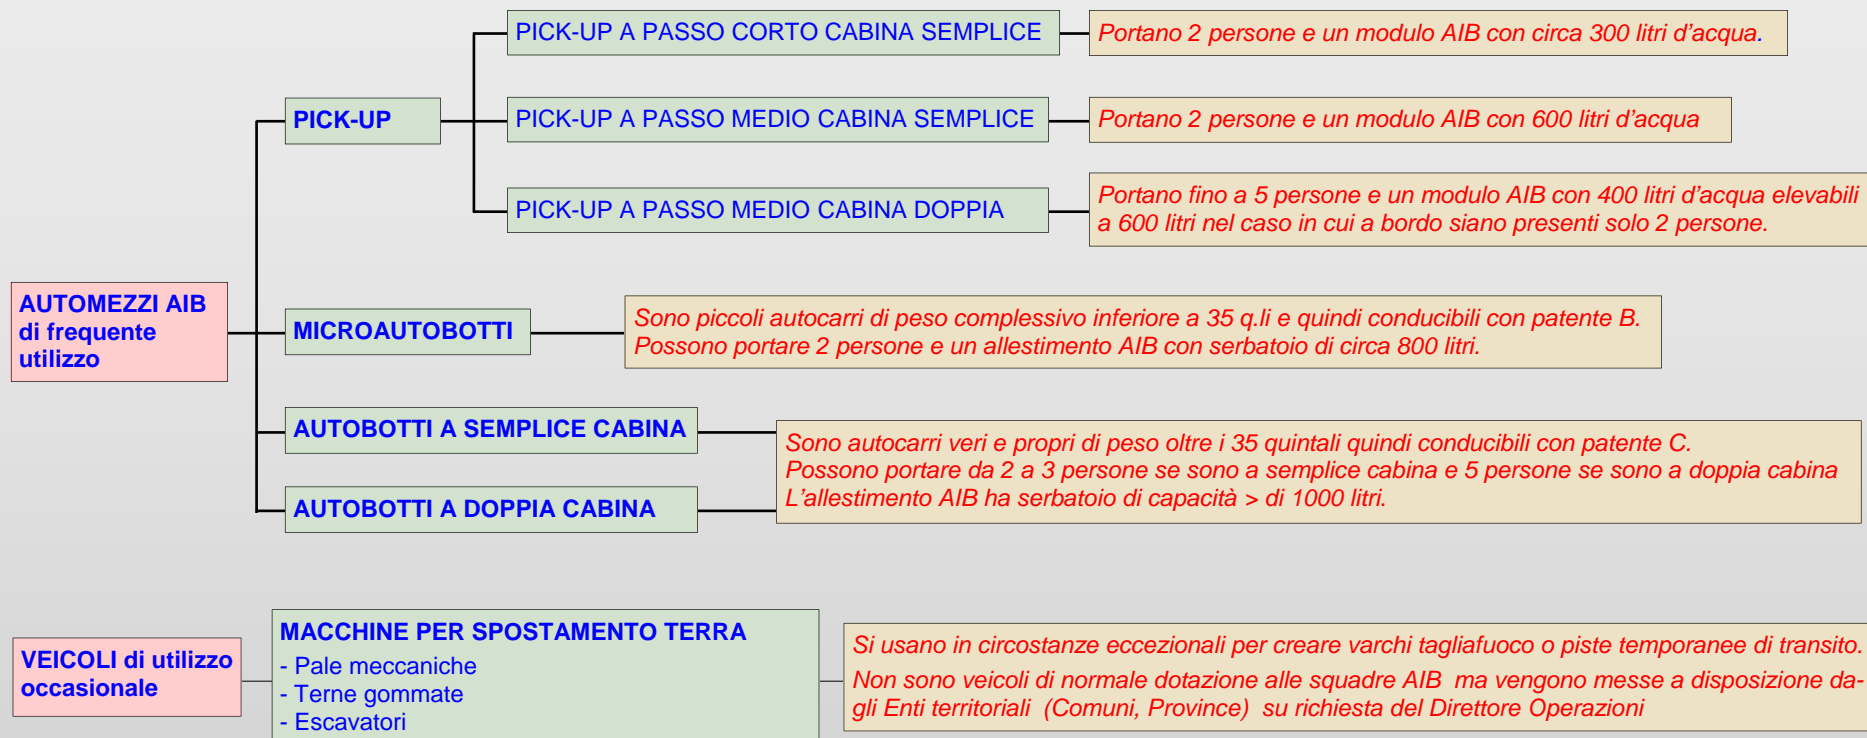 PICK-UP A PASSO CORTO CABINA SEMPLICE
Portano 2 persone e un modulo AIB con circa 300 litri d'acqua.
PICK-UP
PICK-UP A PASSO MEDIO CABINA SEMPLICE
Portano 2 persone e un modulo AIB con 600 litri d'acqua
PICK-UP A PASSO MEDIO CABINA DOPPIA
Portano fino a 5 persone e un modulo AIB con 400 litri d'acqua elevabili
a 600 litri nel caso in cui a bordo siano presenti solo 2 persone.
AUTOMEZZI AIB
di frequente
utilizzo
MICROAUTOBOTTI
Sono piccoli autocarri di peso complessivo inferiore a 35 q.li e quindi conducibili con patente B.
Possono portare 2 persone e un allestimento AIB con serbatoio di circa 800 litri.
AUTOBOTTI A SEMPLICE CABINA
AUTOBOTTI A DOPPIA CABINA
Sono autocarri veri e propri di peso oltre i 35 quintali quindi conducibili con patente C.
Possono portare da 2 a 3 persone se sono a semplice cabina e 5 persone se sono a doppia cabina
L'allestimento AIB ha serbatoio di capacità > di 1000 litri.
VEICOLI di utilizzo
occasionale
MACCHINE PER SPOSTAMENTO TERRA
- Pale meccaniche
- Terne gommate
- Escavatori
Si usano in circostanze eccezionali per creare varchi tagliafuoco o piste temporanee di transito.
Non sono veicoli di normale dotazione alle squadre AIB ma vengono messe a disposizione da-
gli Enti territoriali (Comuni, Province) su richiesta del Direttore Operazioni